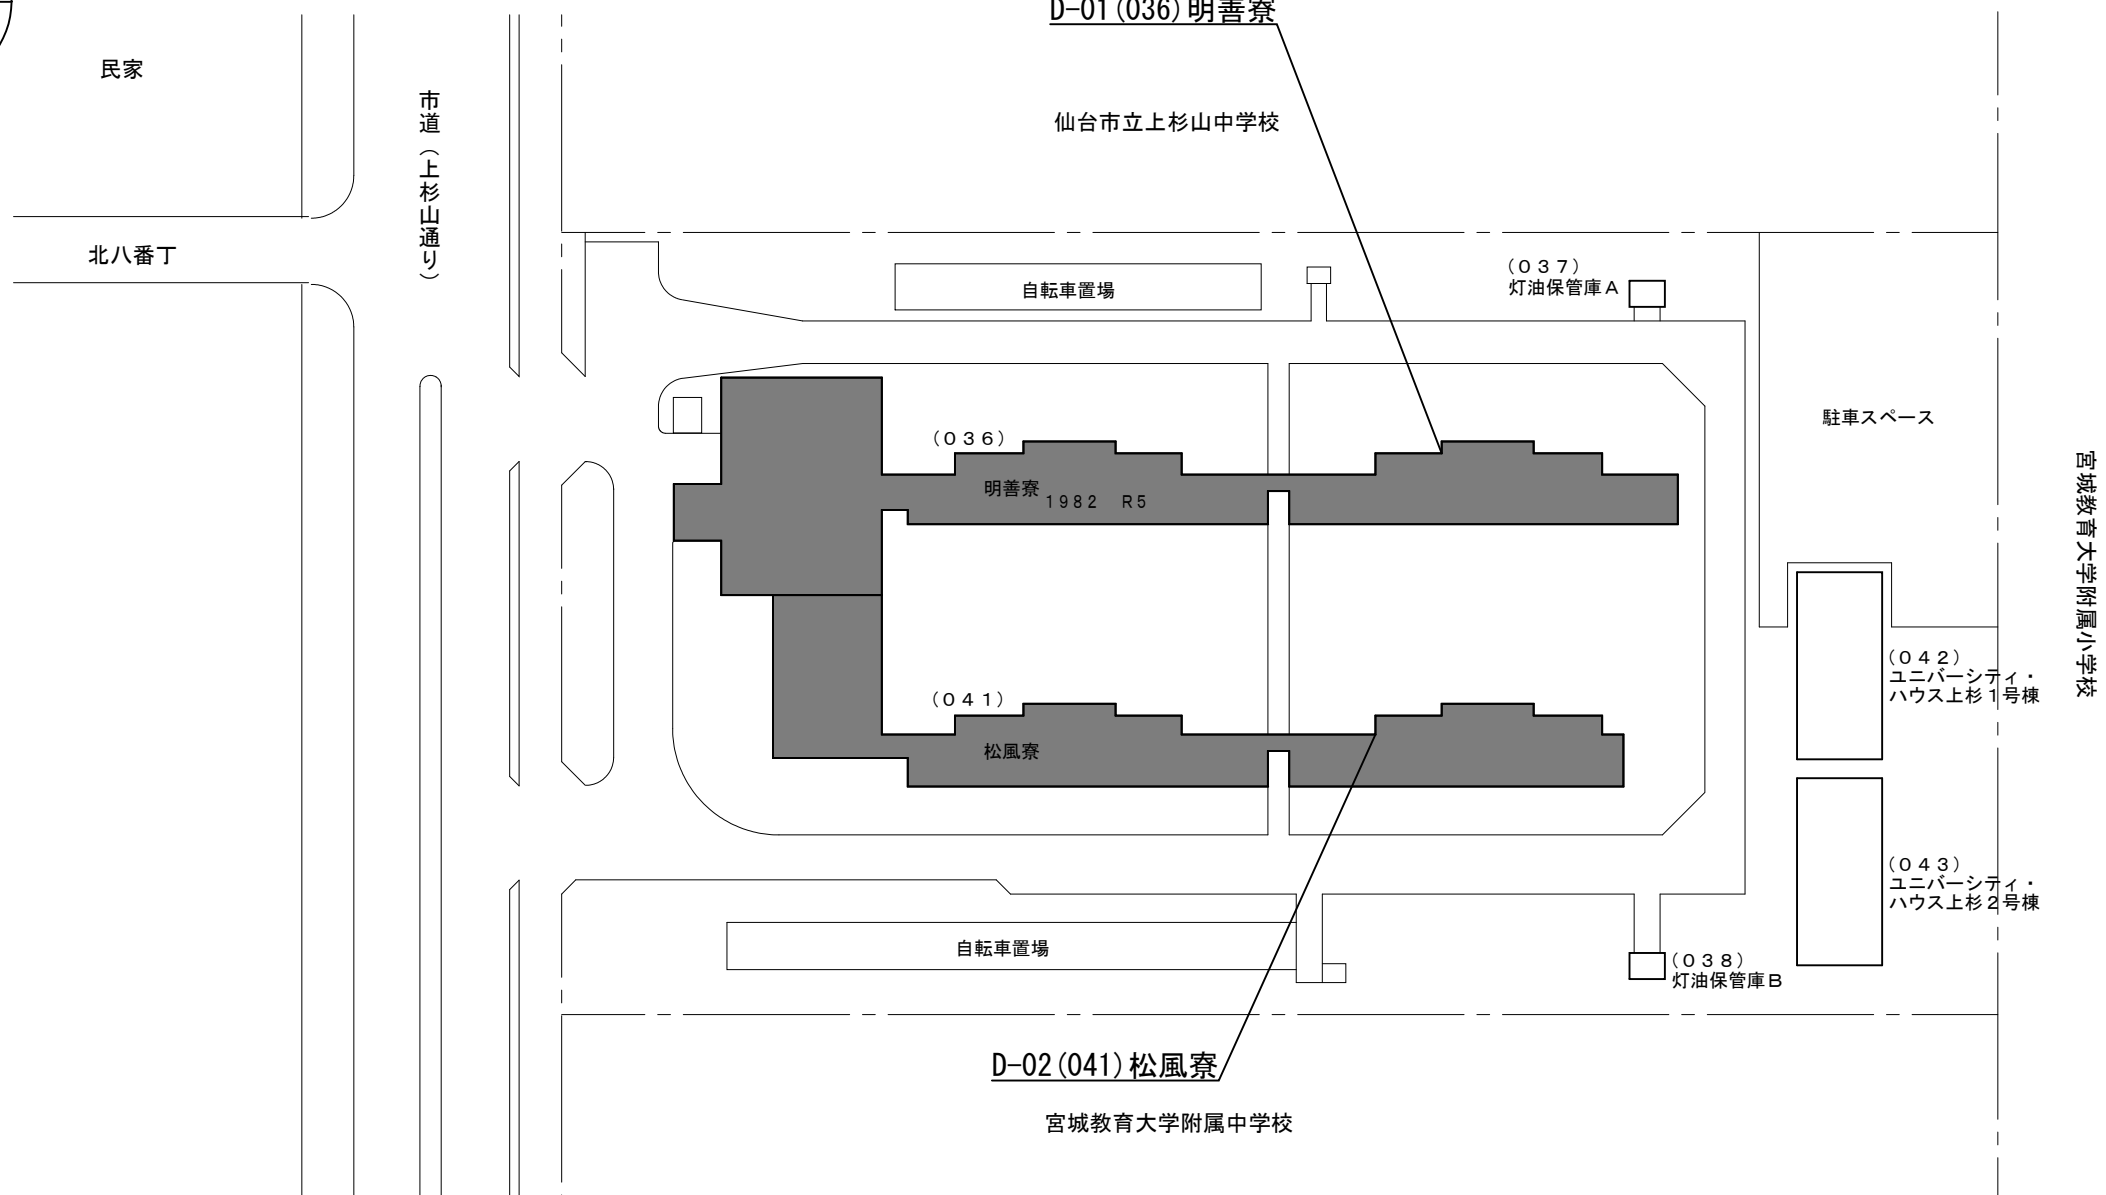 D-01(036)明善寮
民家
市道（上杉山通り）
仙台市立上杉山中学校
北八番丁
自転車置場
（０３７）
灯油保管庫Ａ
駐車スペース
（０３６）
明善寮
１９８２　Ｒ５
宮城教育大学附属小学校
（０４２）
ユニバーシティ・
ハウス上杉１号棟
（０４１）
松風寮
（０４３）
ユニバーシティ・
ハウス上杉２号棟
自転車置場
（０３８）
灯油保管庫Ｂ
D-02(041)松風寮
宮城教育大学附属中学校